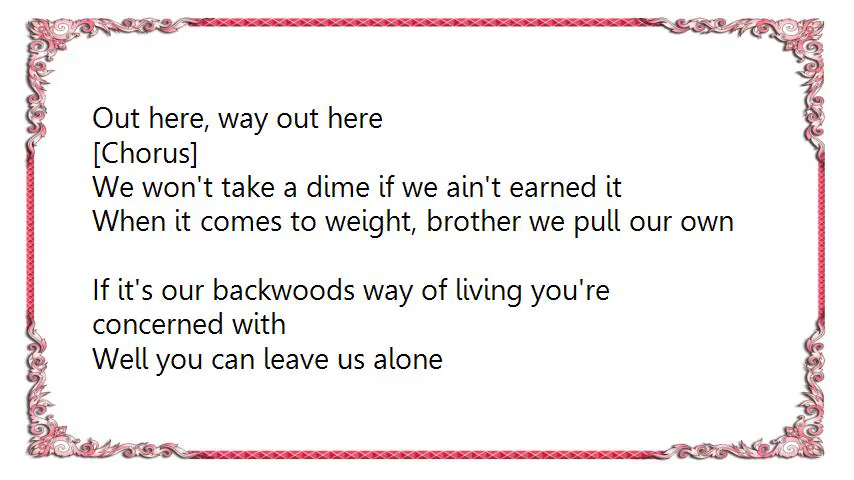 Out here, way out here
[Chorus]
We won't take a dime if we ain't earned it
When it comes to weight, brother we pull our own
If it's our backwoods way of living you're
concerned with
Well you can leave us alone